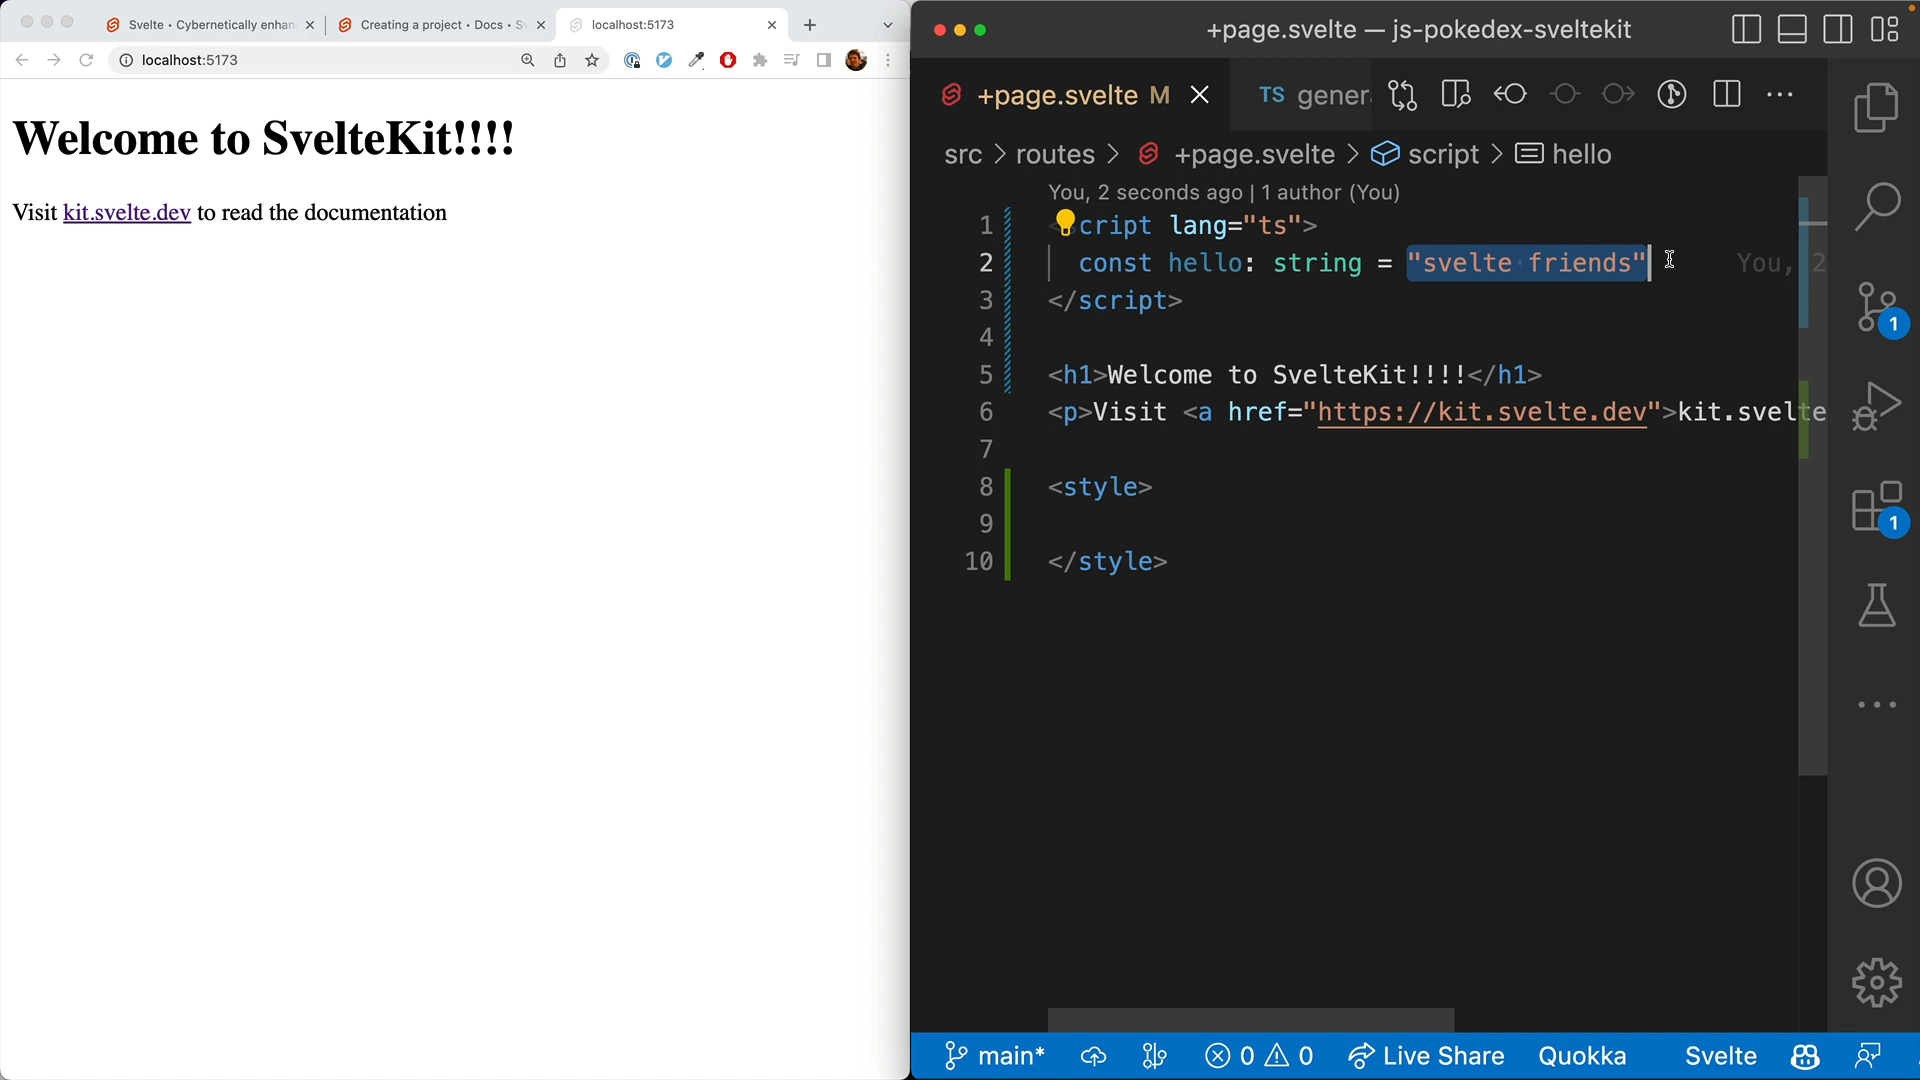 Svelte • Cybernetically enhan
Creating a project • Docs • Sv
localhost:5173
localhost:5173
Welcome to SvelteKit!!!!
Visit kit.svelte.dev to read the documentation
+page.svelte — js-pokedex-sveltekit
+page.svelte M
TS gener
src > routes > +page.svelte > script > hello
You, 2 seconds ago | 1 author (You)
1 cript lang="ts">
2 const hello: string = "svelte friends" You, 2
3 </script>
4
5 <h1>Welcome to SvelteKit!!!!</h1>
6 <p>Visit <a href="https://kit.svelte.dev">kit.svelte
7
8 <style>
9
10 </style>
1
1
main* 0 0 Live Share Quokka Svelte